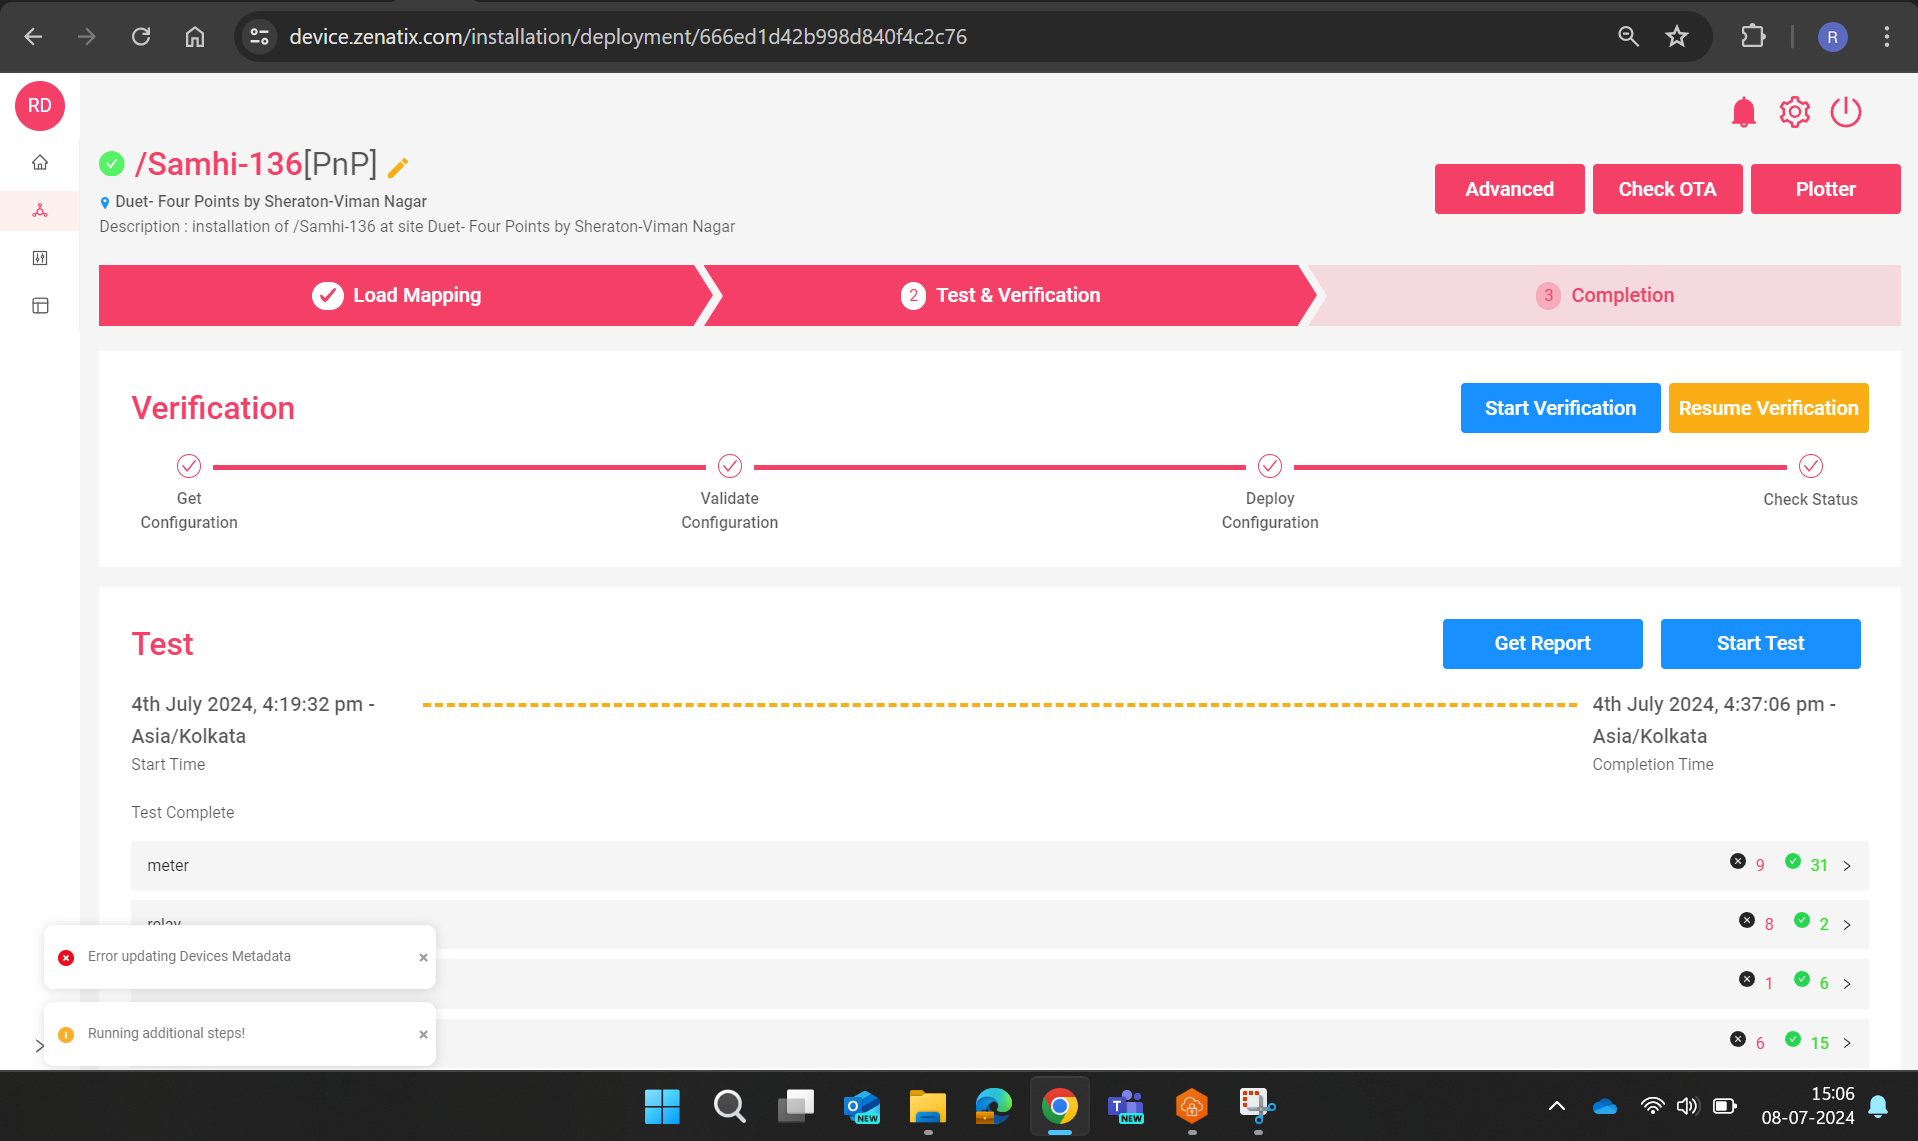 device.zenatix.com/installation/deployment/666ed1d42b998d840f4c2c76
R
RD
/Samhi-136[PnP]
Duet- Four Points by Sheraton-Viman Nagar
Description : installation of /Samhi-136 at site Duet- Four Points by Sheraton-Viman Nagar
Advanced
Check OTA
Plotter
Load Mapping
2 Test & Verification
3 Completion
Verification
Start Verification
Resume Verification
Get
Configuration
Validate
Configuration
Deploy
Configuration
Check Status
Test
Get Report
Start Test
4th July 2024, 4:19:32 pm -
Asia/Kolkata
Start Time
4th July 2024, 4:37:06 pm -
Asia/Kolkata
Completion Time
Test Complete
meter
9 31
relay
8 2
Error updating Devices Metadata
1 6
Running additional steps!
6 15
NEW
NEW
15:06
08-07-2024